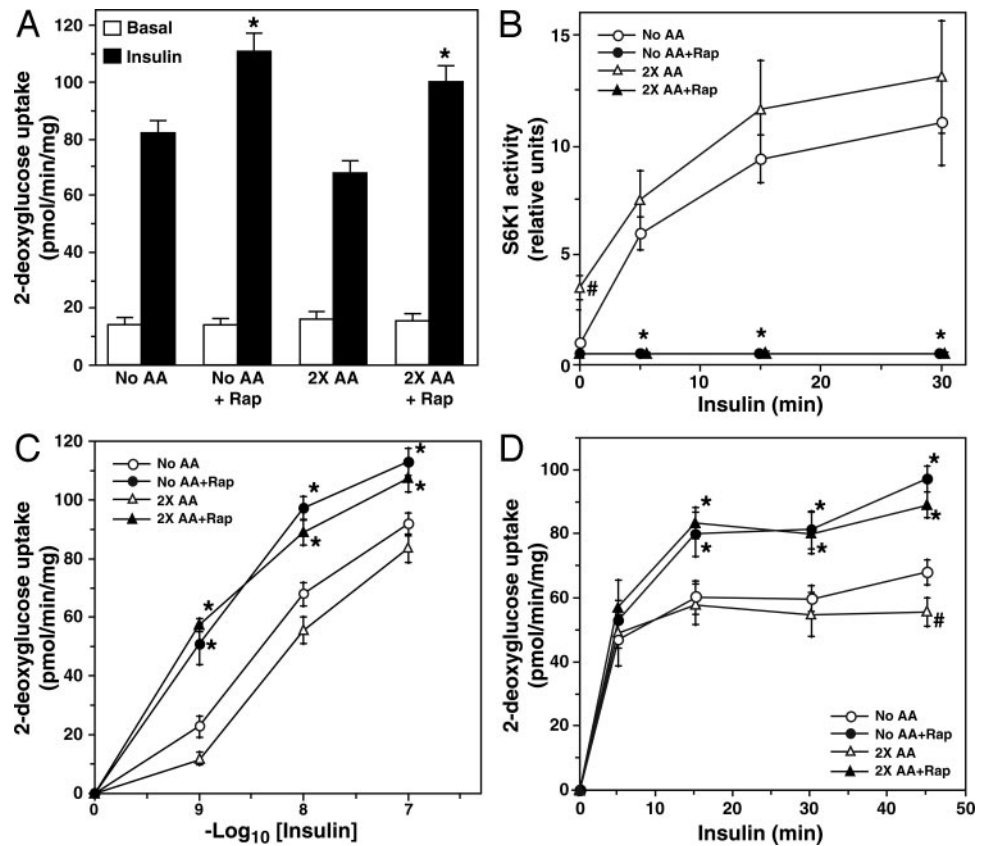 A
Basal
Insulin
2-deoxyglucose uptake
(pmol/min/mg)
120
100
80
60
40
20
0
*
*
No AA
No AA
+ Rap
2X AA
2X AA
+ Rap
B
No AA
No AA+Rap
2X AA
2X AA+Rap
S6K1 activity
(relative units)
15
10
5
0
#
*
*
*
0
10
20
30
Insulin (min)
C
No AA
No AA+Rap
2X AA
2X AA+Rap
2-deoxyglucose uptake
(pmol/min/mg)
120
100
80
60
40
20
0
*
*
*
*
*
*
0
9
8
7
-Log10 [Insulin]
D
2-deoxyglucose uptake
(pmol/min/mg)
100
80
60
40
20
0
*
*
*
*
*
*
#
No AA
No AA+Rap
2X AA
2X AA+Rap
0
10
20
30
40
50
Insulin (min)